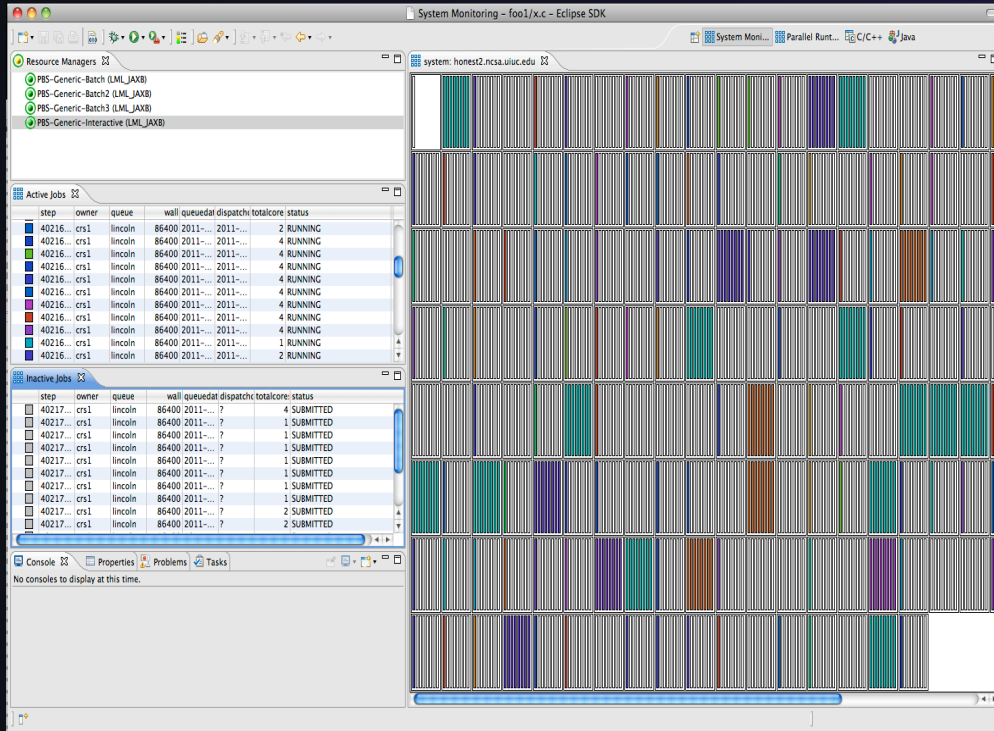 System Monitoring - foo1/x.c - Eclipse SDK
System Moni... Parallel Runt... C/C++ Java
Resource Managers
PBS-Generic-Batch (LML_JAXB)
PBS-Generic-Batch2 (LML_JAXB)
PBS-Generic-Batch3 (LML_JAXB)
PBS-Generic-Interactive (LML_JAXB)
system: honest2.ncsa.uiuc.edu
Active Jobs
step owner queue wall queuedat dispatch totalcore status
40216... crs1 lincoln 86400 2011-... 2011-... 2 RUNNING
40216... crs1 lincoln 86400 2011-... 2011-... 4 RUNNING
40216... crs1 lincoln 86400 2011-... 2011-... 4 RUNNING
40216... crs1 lincoln 86400 2011-... 2011-... 4 RUNNING
40216... crs1 lincoln 86400 2011-... 2011-... 4 RUNNING
40216... crs1 lincoln 86400 2011-... 2011-... 4 RUNNING
40216... crs1 lincoln 86400 2011-... 2011-... 4 RUNNING
40216... crs1 lincoln 86400 2011-... 2011-... 4 RUNNING
40216... crs1 lincoln 86400 2011-... 2011-... 4 RUNNING
40216... crs1 lincoln 86400 2011-... 2011-... 1 RUNNING
40216... crs1 lincoln 86400 2011-... 2011-... 2 RUNNING
Inactive Jobs
step owner queue wall queuedat dispatch totalcore status
40217... crs1 lincoln 86400 2011-... ? 4 SUBMITTED
40217... crs1 lincoln 86400 2011-... ? 1 SUBMITTED
40217... crs1 lincoln 86400 2011-... ? 1 SUBMITTED
40217... crs1 lincoln 86400 2011-... ? 1 SUBMITTED
40217... crs1 lincoln 86400 2011-... ? 1 SUBMITTED
40217... crs1 lincoln 86400 2011-... ? 1 SUBMITTED
40217... crs1 lincoln 86400 2011-... ? 1 SUBMITTED
40217... crs1 lincoln 86400 2011-... ? 1 SUBMITTED
40217... crs1 lincoln 86400 2011-... ? 2 SUBMITTED
40217... crs1 lincoln 86400 2011-... ? 2 SUBMITTED
Console Properties Problems Tasks
No consoles to display at this time.